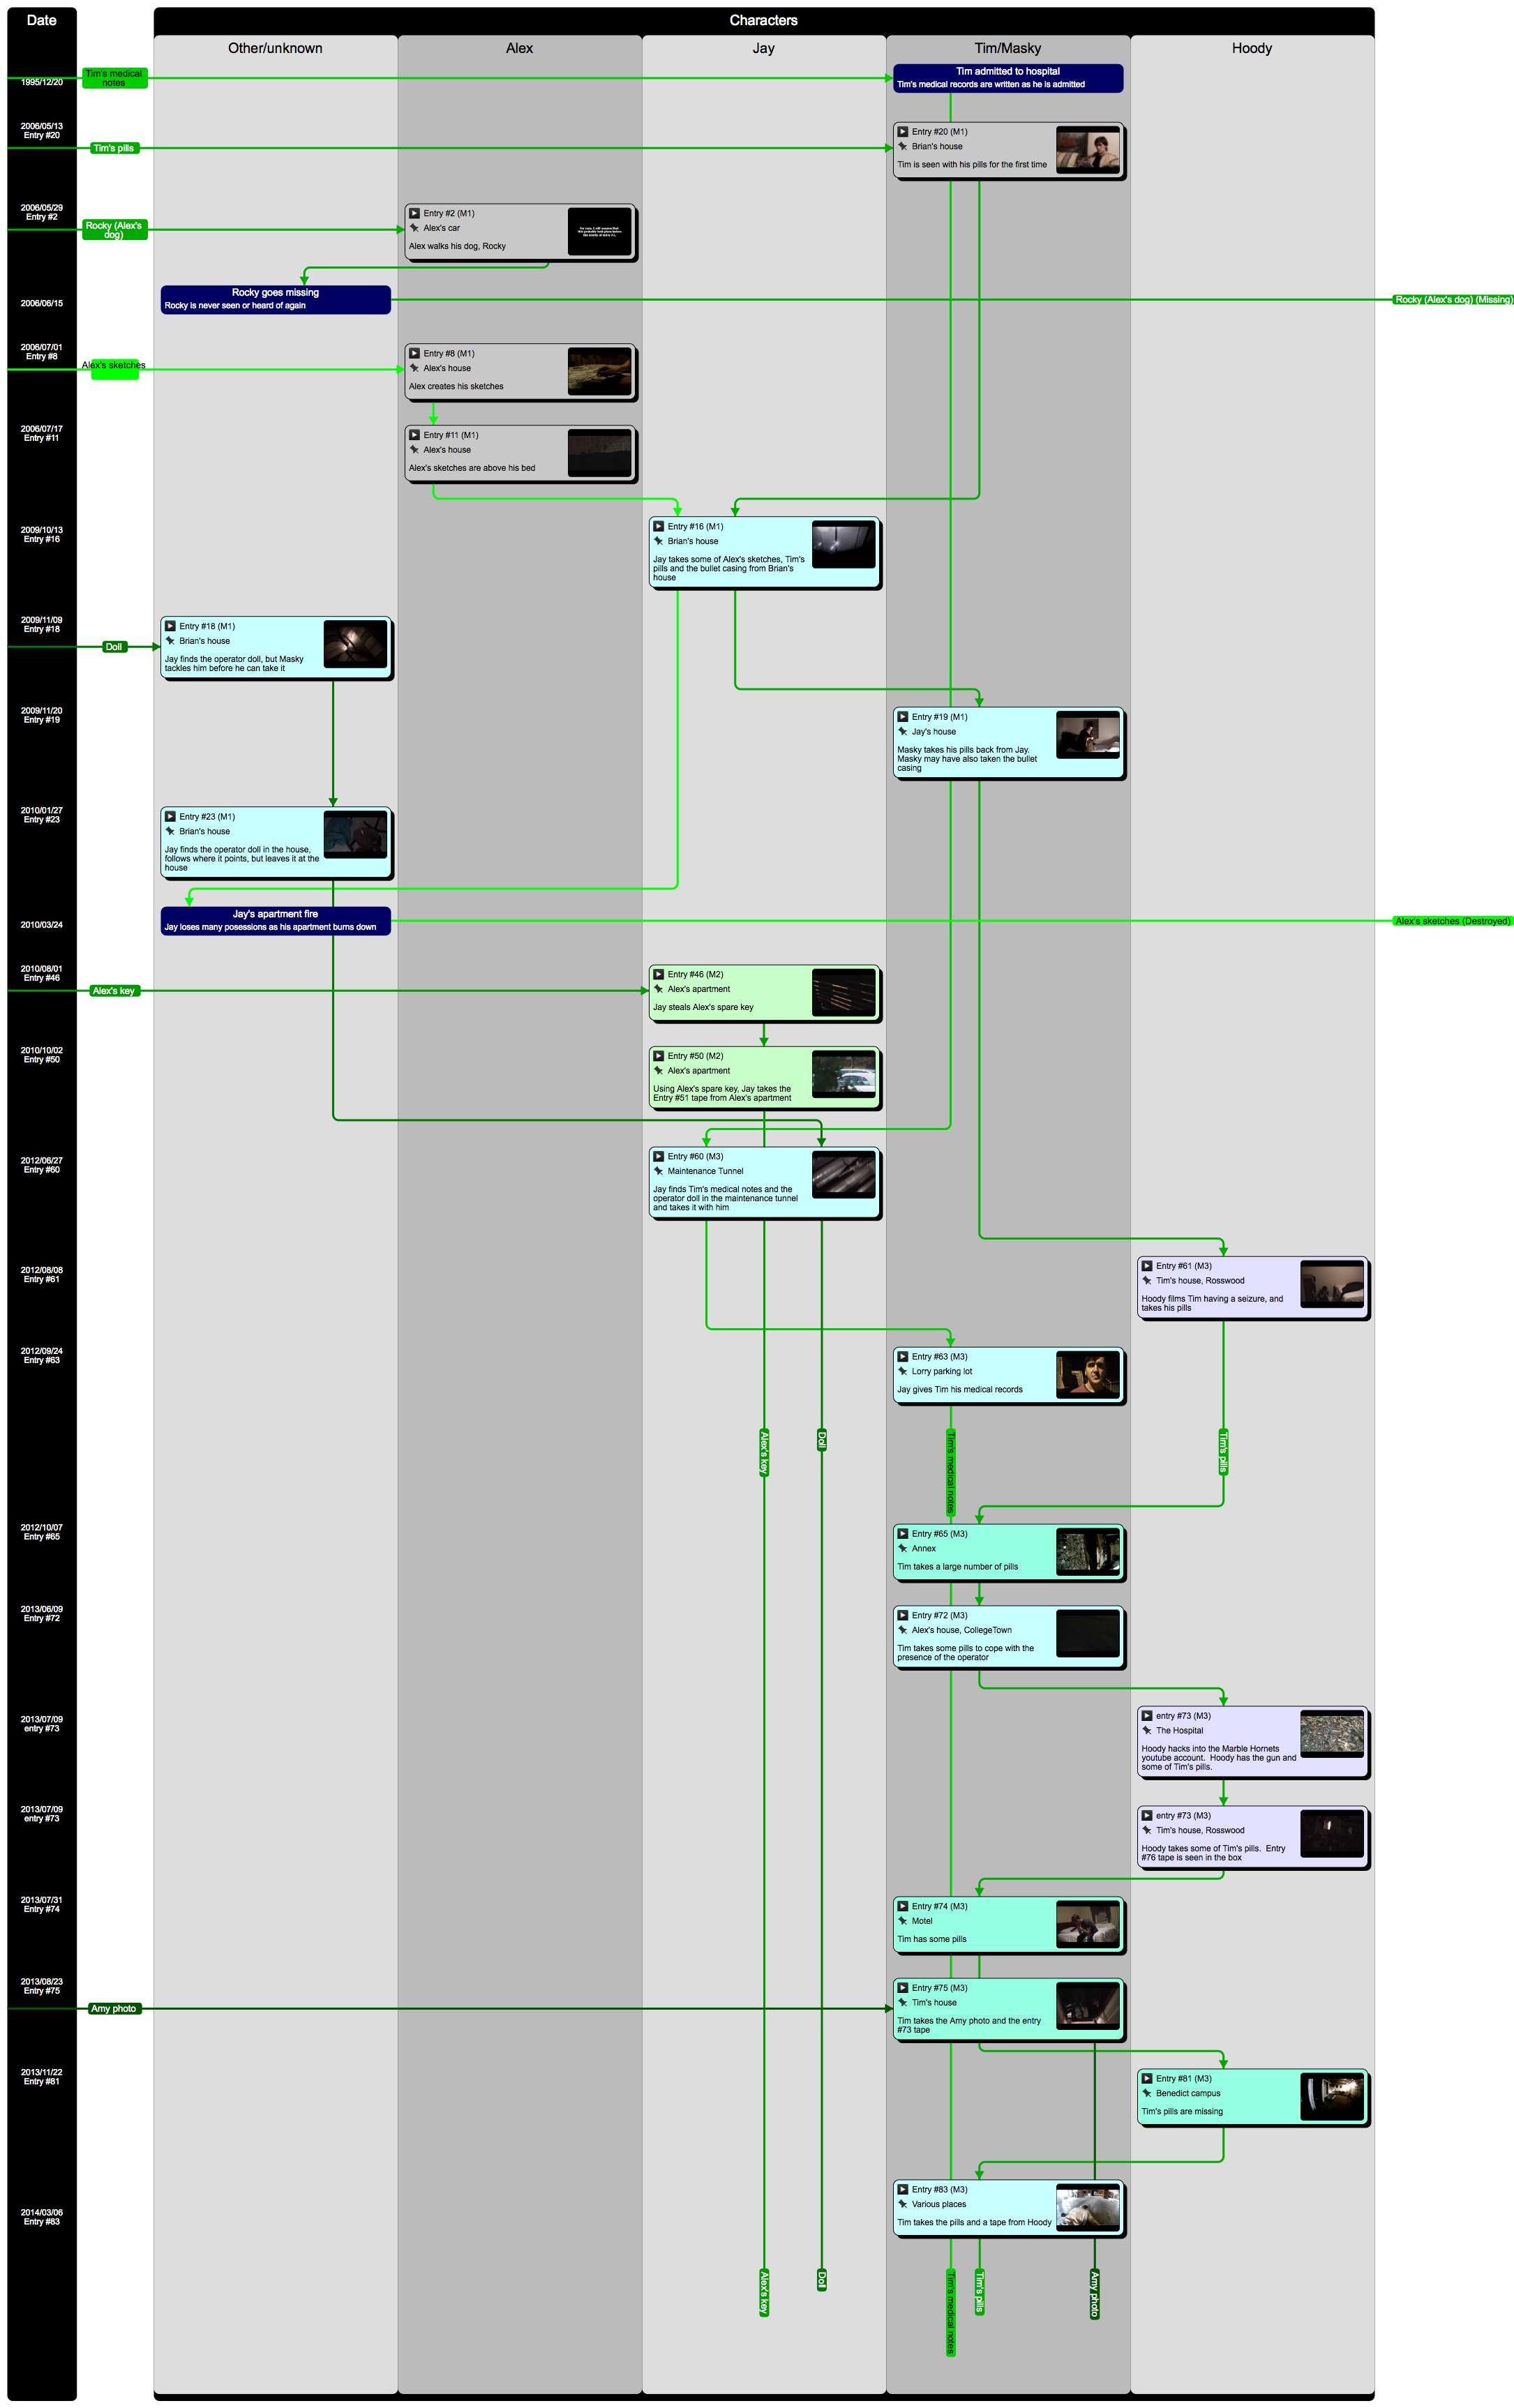 Date
Characters
Other/unknown
Alex
Jay
Tim/Masky
Hoody
1995/12/20
Tim's medical
notes
Tim admitted to hospital
Tim's medical records are written as he is admitted
2006/05/13
Entry #20
Tim's pills
Entry #20 (M1)
Brian's house
Tim is seen with his pills for the first time
2006/05/29
Entry #2
Rocky (Alex's
dog)
Entry #2 (M1)
Alex's car
Alex walks his dog, Rocky
2006/06/15
Rocky goes missing
Rocky is never seen or heard of again
Rocky (Alex's dog) (Missing)
2006/07/01
Entry #8
Alex's sketches
Entry #8 (M1)
Alex's house
Alex creates his sketches
2006/07/17
Entry #11
Entry #11 (M1)
Alex's house
Alex's sketches are above his bed
2009/10/13
Entry #16
Entry #16 (M1)
Brian's house
Jay takes some of Alex's sketches, Tim's
pills and the bullet casing from Brian's
house
2009/11/09
Entry #18
Doll
Entry #18 (M1)
Brian's house
Jay finds the operator doll, but Masky
tackles him before he can take it
2009/11/20
Entry #19
Entry #19 (M1)
Jay's house
Masky takes his pills back from Jay.
Masky may have also taken the bullet
casing
2010/01/27
Entry #23
Entry #23 (M1)
Brian's house
Jay finds the operator doll in the house,
follows where it points, but leaves it at the
house
2010/03/24
Jay's apartment fire
Jay loses many posessions as his apartment burns down
Alex's sketches (Destroyed)
2010/08/01
Entry #46
Alex's key
Entry #46 (M2)
Alex's apartment
Jay steals Alex's spare key
2010/10/02
Entry #50
Entry #50 (M2)
Alex's apartment
Using Alex's spare key, Jay takes the
Entry #51 tape from Alex's apartment
2012/06/27
Entry #60
Entry #60 (M3)
Maintenance Tunnel
Jay finds Tim's medical notes and the
operator doll in the maintenance tunnel
and takes it with him
2012/08/08
Entry #61
Entry #61 (M3)
Tim's house, Rosswood
Hoody films Tim having a seizure, and
takes his pills
2012/09/24
Entry #63
Entry #63 (M3)
Lorry parking lot
Jay gives Tim his medical records
Alex's key
Doll
Tim's medical notes
Tim's pills
2012/10/07
Entry #65
Entry #65 (M3)
Annex
Tim takes a large number of pills
2013/06/09
Entry #72
Entry #72 (M3)
Alex's house, CollegeTown
Tim takes some pills to cope with the
presence of the operator
2013/07/09
entry #73
entry #73 (M3)
The Hospital
Hoody hacks into the Marble Hornets
youtube account. Hoody has the gun and
some of Tim's pills.
2013/07/09
entry #73
entry #73 (M3)
Tim's house, Rosswood
Hoody takes some of Tim's pills. Entry
#76 tape is seen in the box
2013/07/31
Entry #74
Entry #74 (M3)
Motel
Tim has some pills
2013/08/23
Entry #75
Amy photo
Entry #75 (M3)
Tim's house
Tim takes the Amy photo and the entry
#73 tape
2013/11/22
Entry #81
Entry #81 (M3)
Benedict campus
Tim's pills are missing
2014/03/06
Entry #83
Entry #83 (M3)
Various places
Tim takes the pills and a tape from Hoody
Alex's key
Doll
Tim's medical notes
Tim's pills
Amy photo